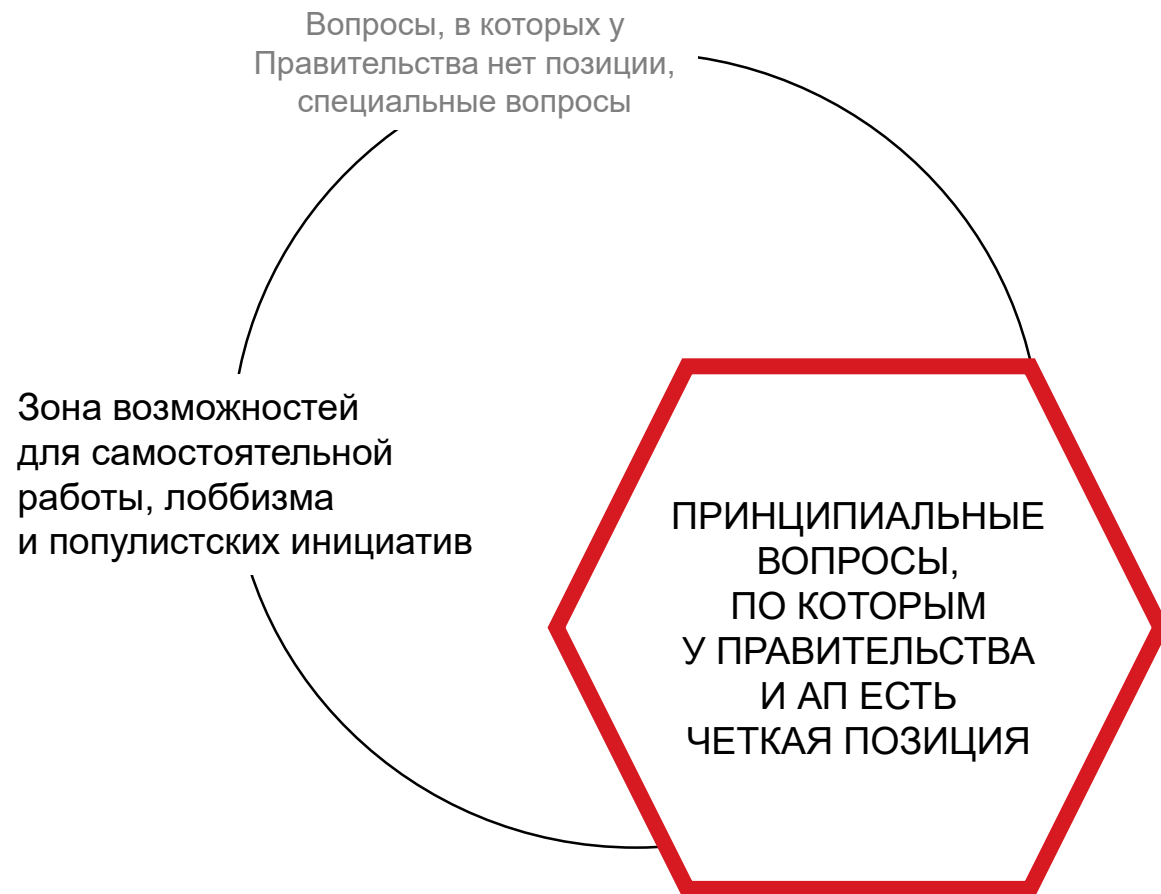 Вопросы, в которых у
Правительства нет позиции,
специальные вопросы
Зона возможностей
для самостоятельной
работы, лоббизма
и популистских инициатив
ПРИНЦИПИАЛЬНЫЕ
ВОПРОСЫ,
ПО КОТОРЫМ
У ПРАВИТЕЛЬСТВА
И АП ЕСТЬ
ЧЕТКАЯ ПОЗИЦИЯ